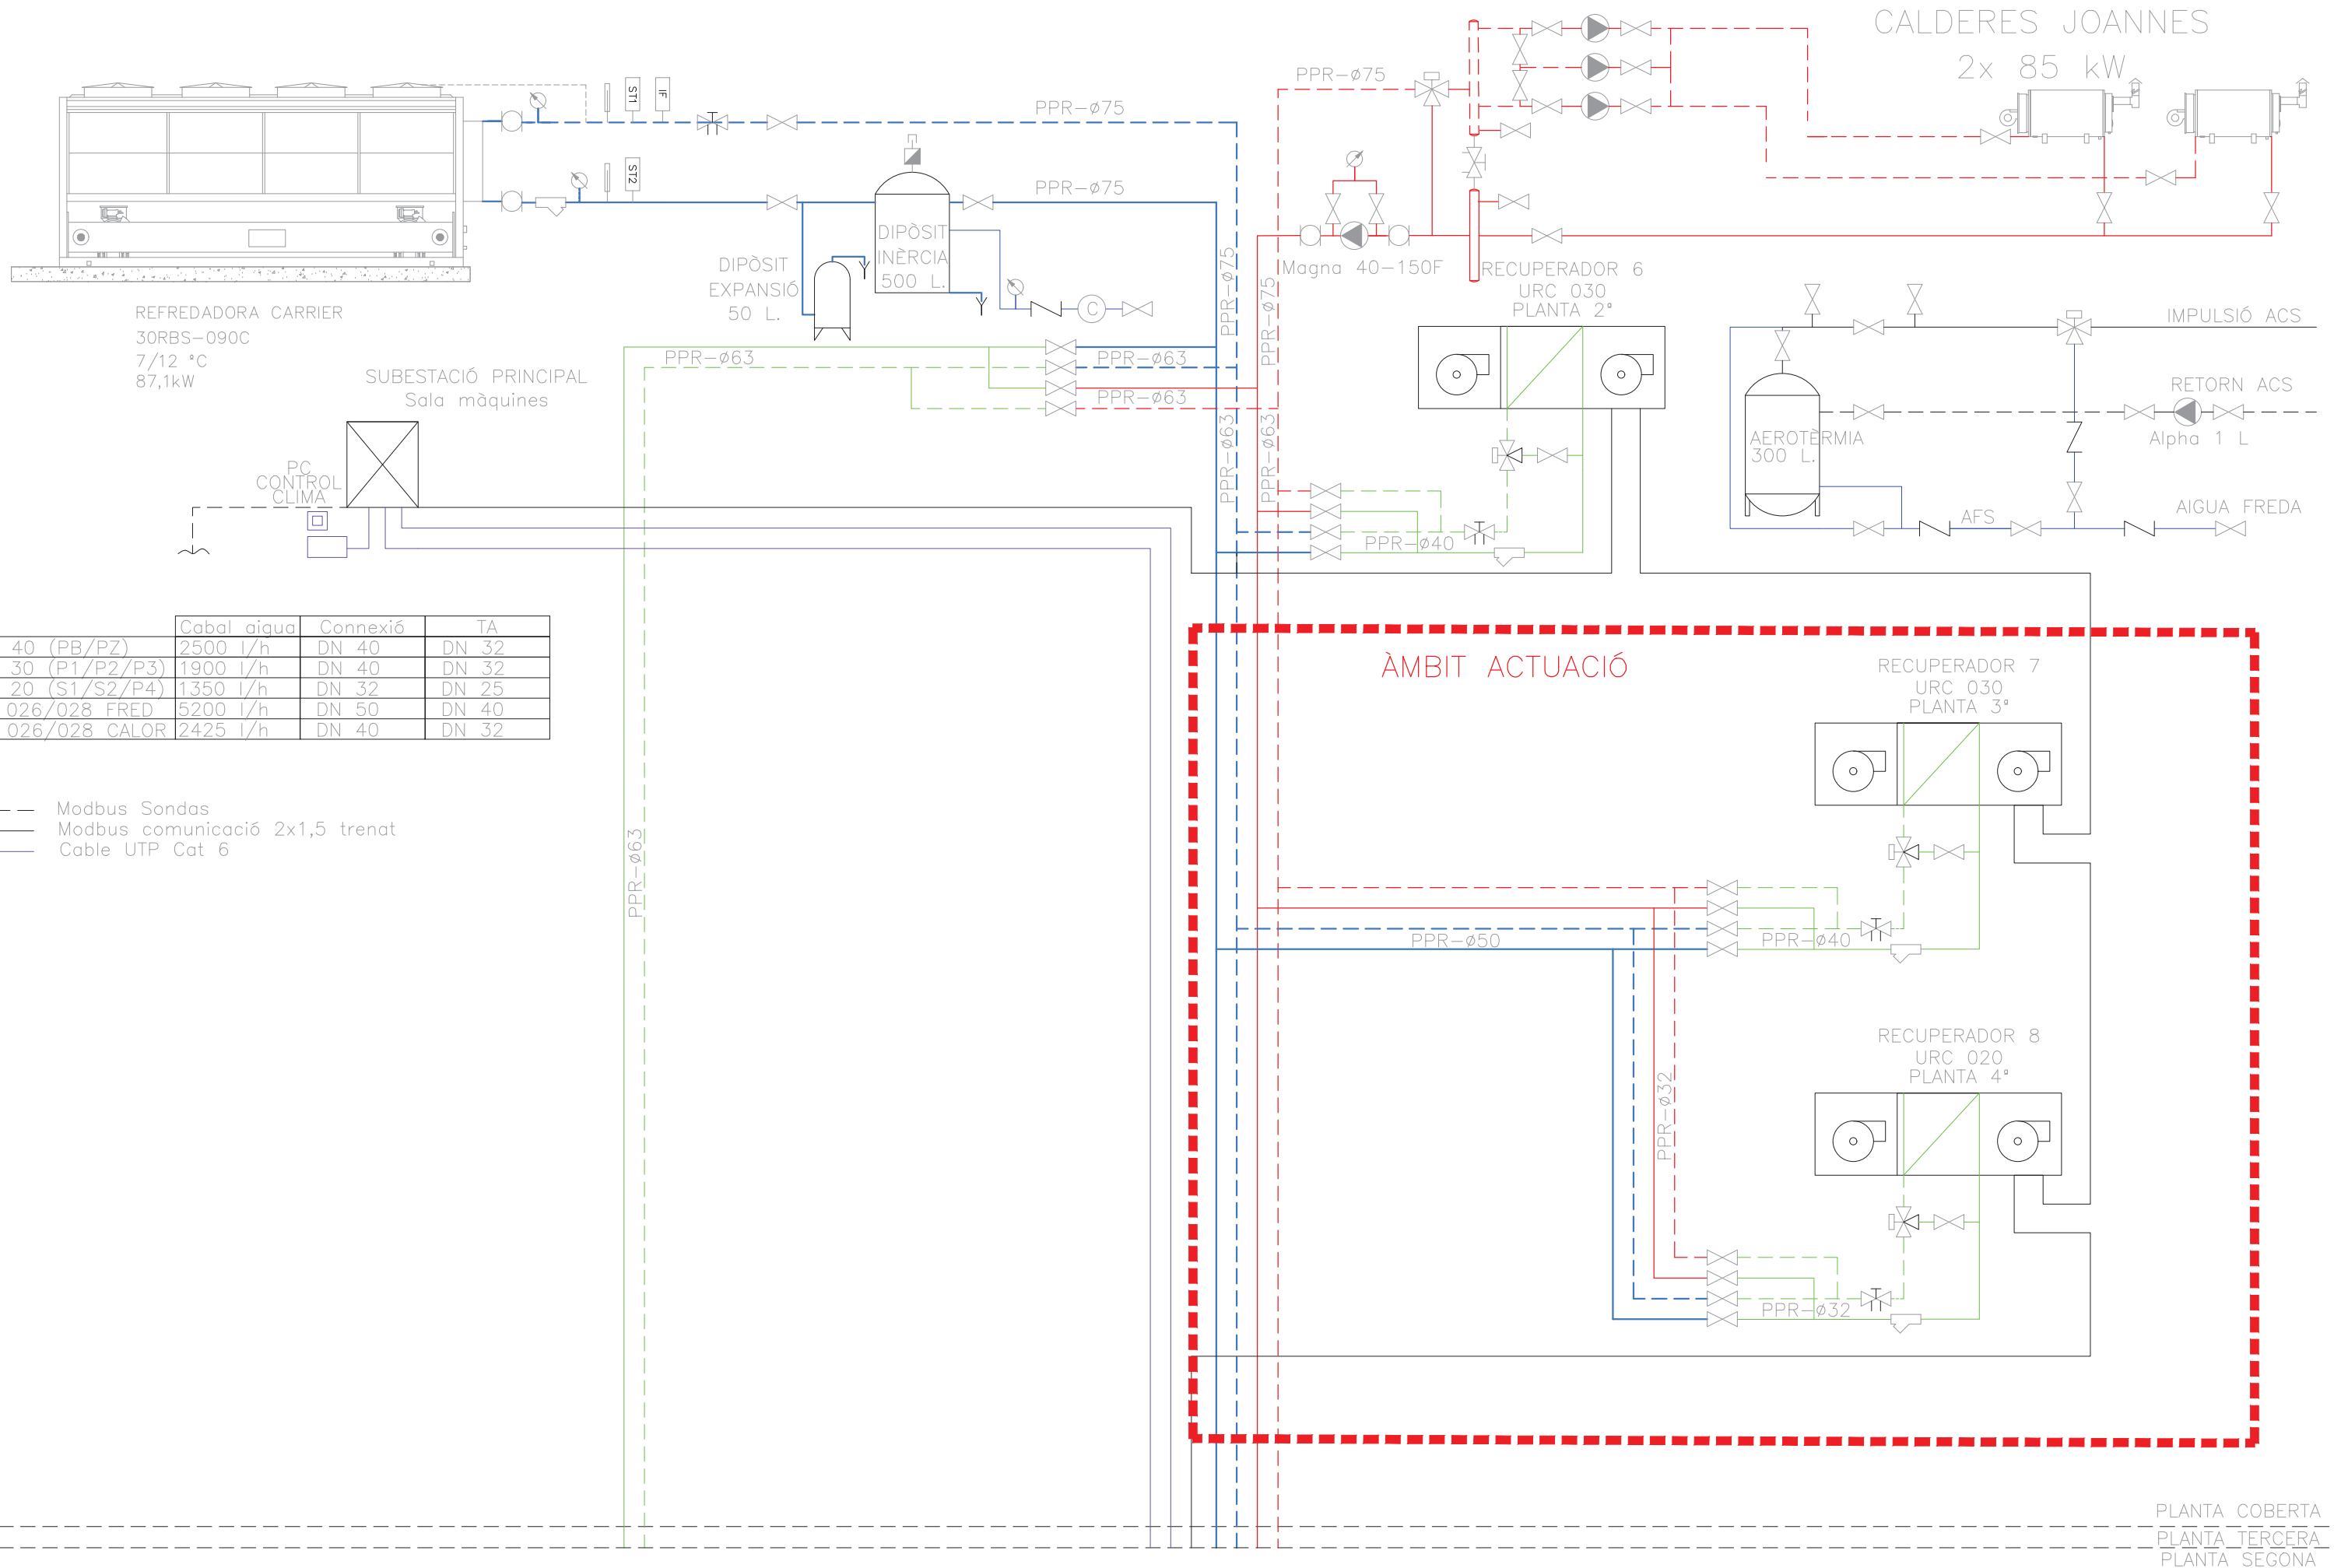 CALDERES JOANNES
2x 85 kW
PPR-ø75
PPR-ø75
ST1
IF
ST2
PPR-ø75
DIPÒSIT
INÈRCIA
500 L.
DIPÒSIT
EXPANSIÓ
50 L.
C
PPR-ø75
PPR-ø75
Magna 40-150F
RECUPERADOR 6
URC 030
PLANTA 2ª
REFREDADORA CARRIER
30RBS-090C
7/12 °C
87,1kW
IMPULSIÓ ACS
RETORN ACS
Alpha 1 L
AEROTÈRMIA
300 L.
AFS
AIGUA FREDA
PPR-ø63
PPR-ø63
PPR-ø63
PPR-ø63
PPR-ø63
SUBESTACIÓ PRINCIPAL
Sala màquines
PC
CONTROL
CLIMA
PPR-ø40
Cabal aigua Connexió TA
40 (PB/PZ) 2500 l/h DN 40 DN 32
30 (P1/P2/P3) 1900 l/h DN 40 DN 32
20 (S1/S2/P4) 1350 l/h DN 32 DN 25
026/028 FRED 5200 l/h DN 50 DN 40
026/028 CALOR 2425 l/h DN 40 DN 32
ÀMBIT ACTUACIÓ
RECUPERADOR 7
URC 030
PLANTA 3ª
Modbus Sondas
Modbus comunicació 2x1,5 trenat
Cable UTP Cat 6
PPR-ø63
PPR-ø50
PPR-ø40
RECUPERADOR 8
URC 020
PLANTA 4ª
PPR-ø32
PPR-ø32
PLANTA COBERTA
PLANTA TERCERA
PLANTA SEGONA